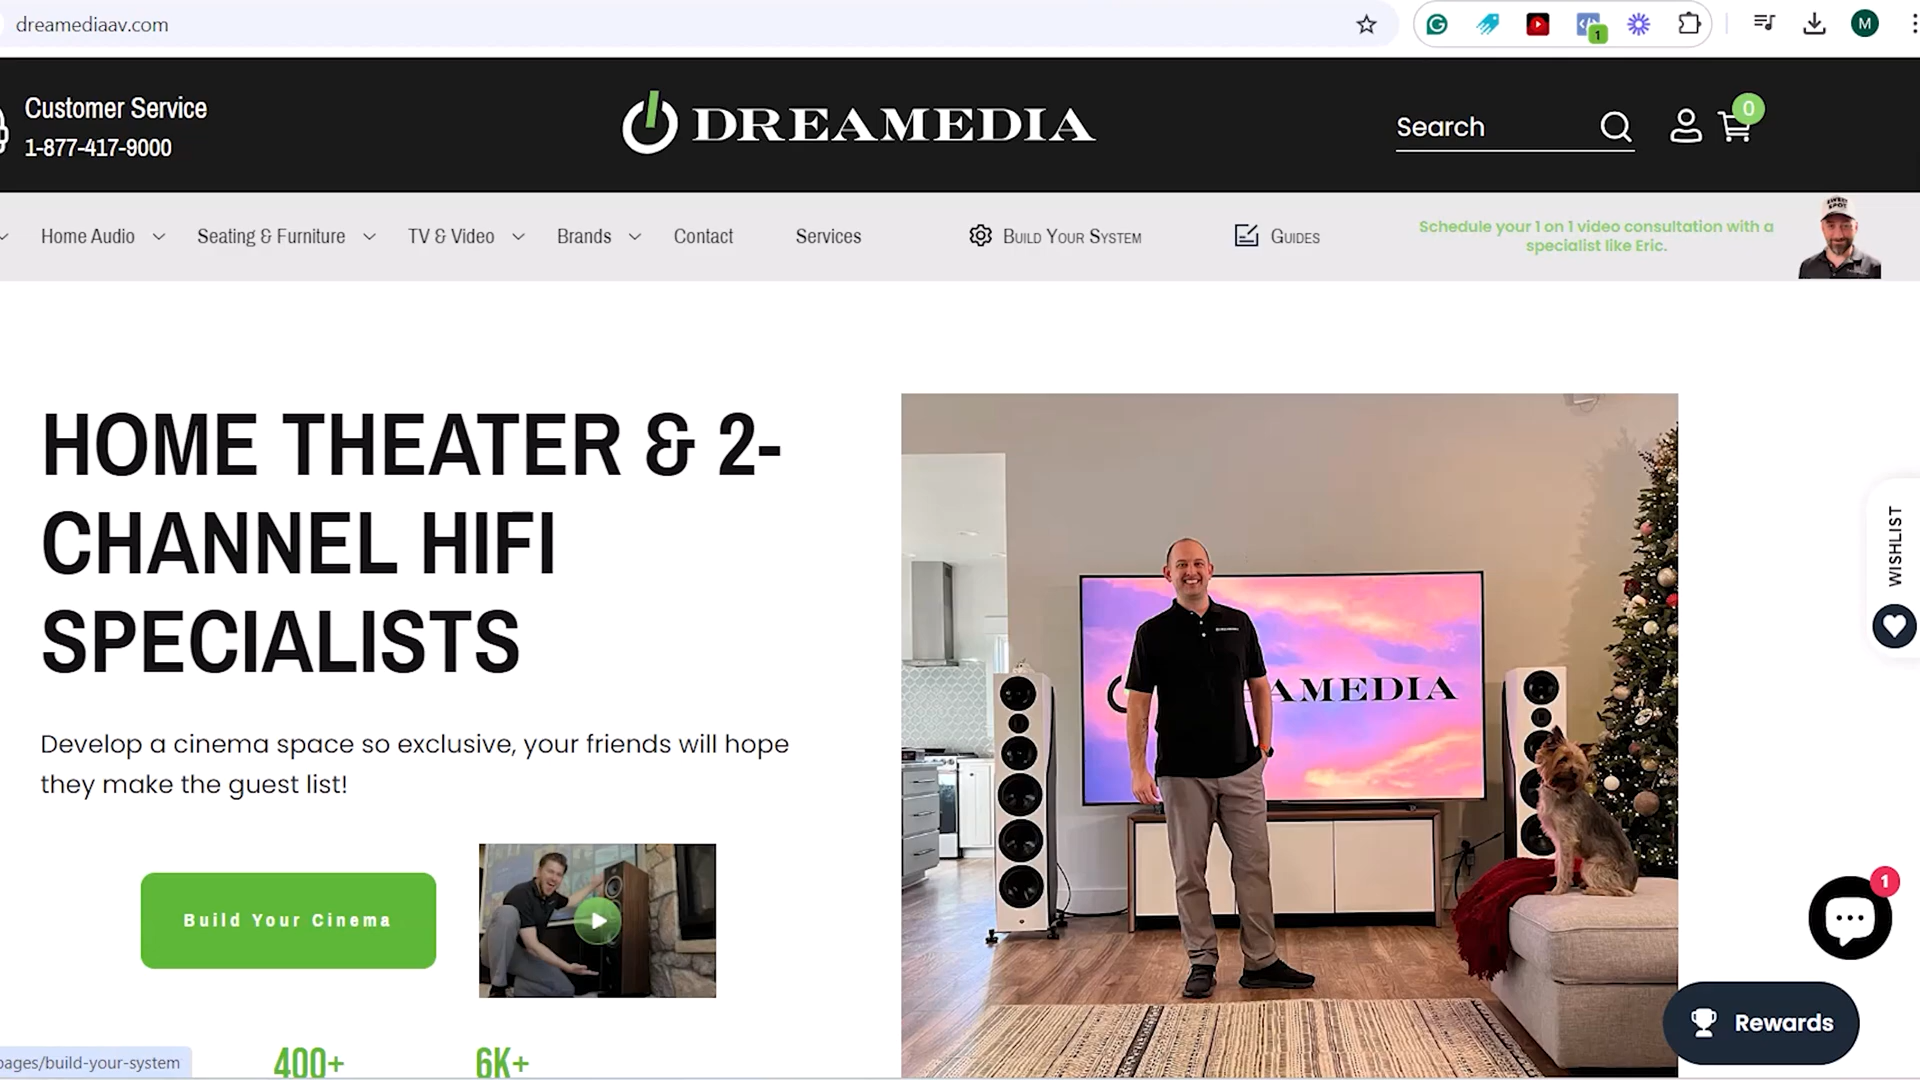 dreamediaav.com
1
M
Customer Service
1-877-417-9000
DREAMEDIA
Search
0
Home Audio
Seating & Furniture
TV & Video
Brands
Contact
Services
Build Your System
Guides
Schedule your 1 on 1 video consultation with a
specialist like Eric.
SWEET
SPOT
HOME THEATER & 2-
CHANNEL HIFI
SPECIALISTS
AMEDIA
WISHLIST
Develop a cinema space so exclusive, your friends will hope
they make the guest list!
Build Your Cinema
1
Rewards
400+
6K+
pages/build-your-system